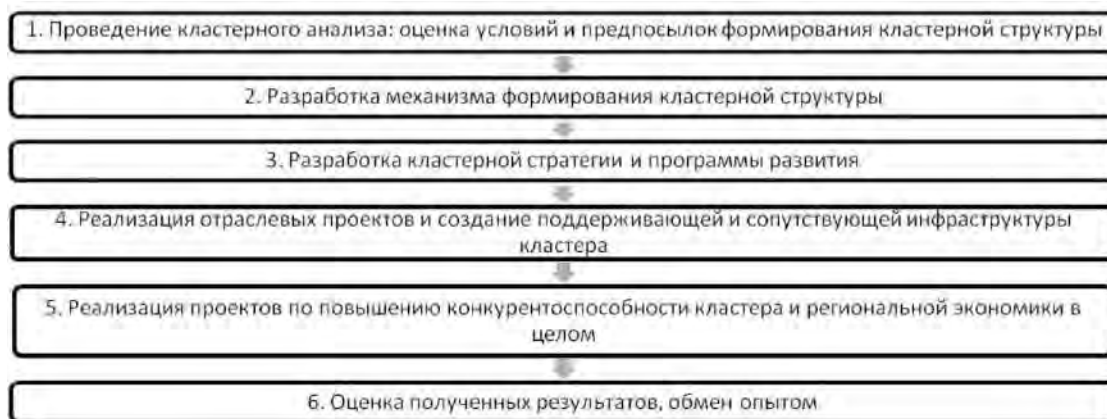 1. Проведение кластерного анализа: оценка условий и предпосылок формирования кластерной структуры
2. Разработка механизма формирования кластерной структуры
3. Разработка кластерной стратегии и программы развития
4. Реализация отраслевых проектов и создание поддерживающей и сопутствующей инфраструктуры
кластера
5. Реализация проектов по повышению конкурентоспособности кластера и региональной экономики в
целом
6. Оценка полученных результатов, обмен опытом